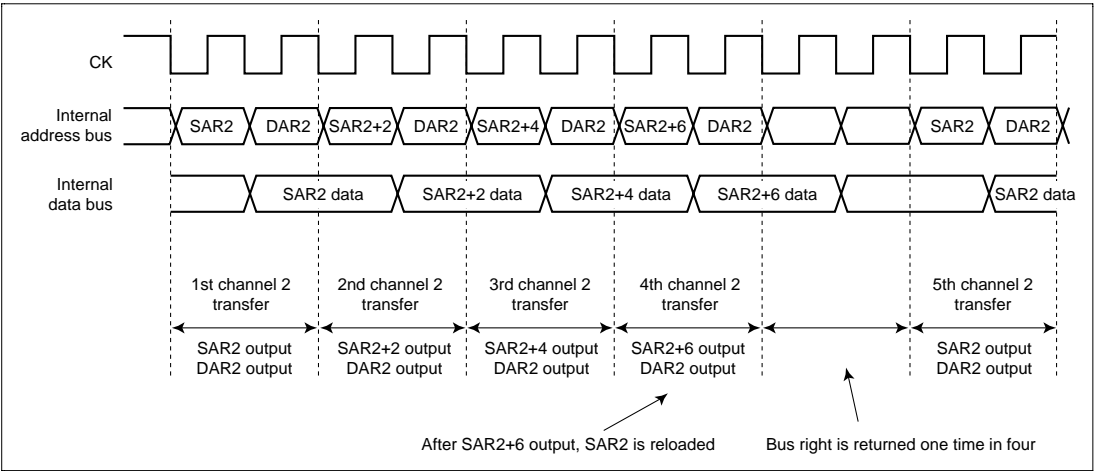 CK
Internal
address bus
SAR2 DAR2 SAR2+2 DAR2 SAR2+4 DAR2 SAR2+6 DAR2 SAR2 DAR2
Internal
data bus
SAR2 data SAR2+2 data SAR2+4 data SAR2+6 data SAR2 data
1st channel 2
transfer
2nd channel 2
transfer
3rd channel 2
transfer
4th channel 2
transfer
5th channel 2
transfer
SAR2 output
DAR2 output
SAR2+2 output
DAR2 output
SAR2+4 output
DAR2 output
SAR2+6 output
DAR2 output
SAR2 output
DAR2 output
After SAR2+6 output, SAR2 is reloaded
Bus right is returned one time in four